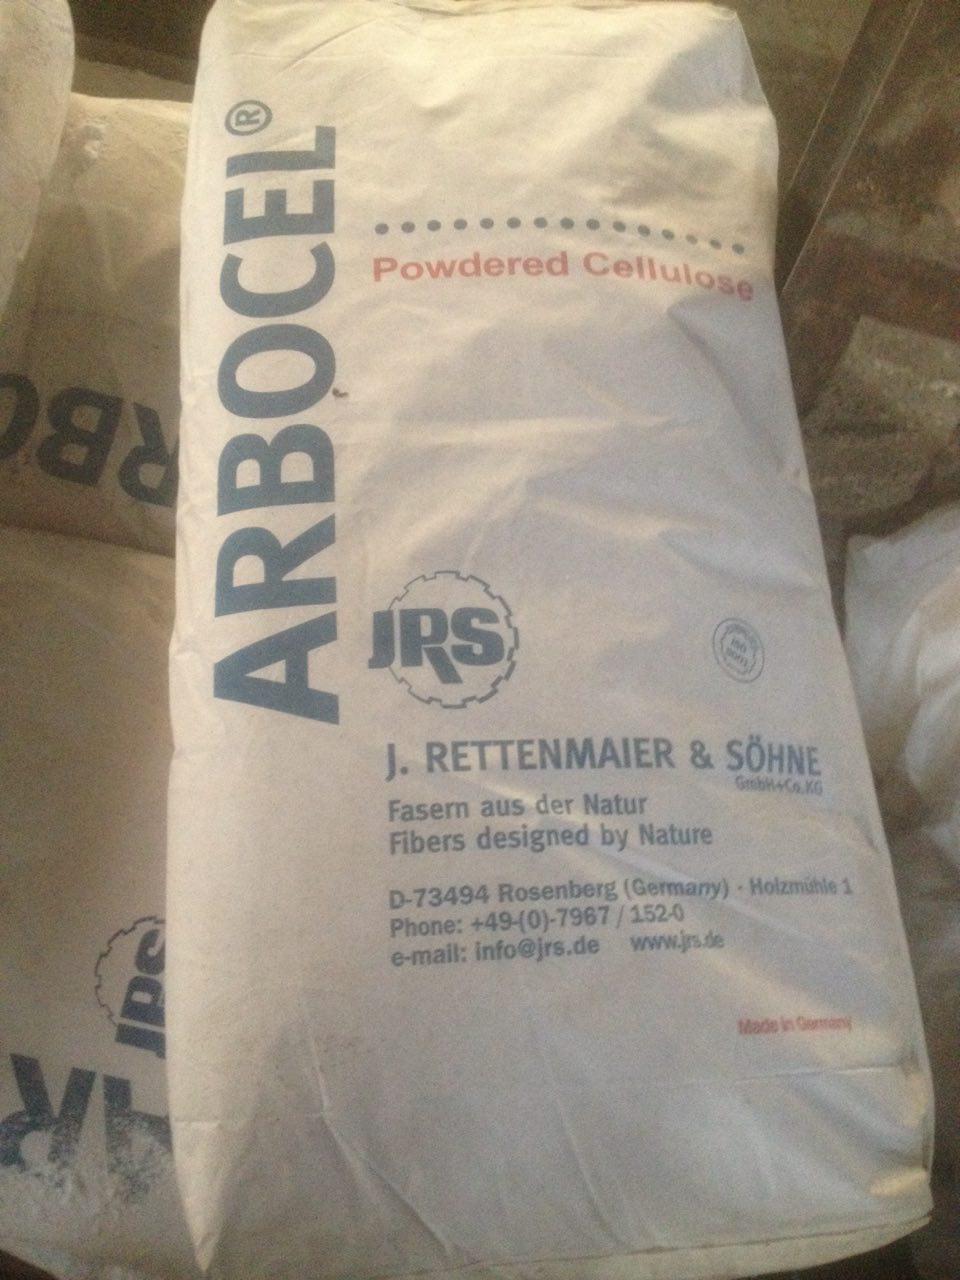 ARBOCEL®
Powdered Cellulose
JRS
J. RETTENMAIER & SÖHNE
GmbH+Co.KG
Fasern aus der Natur
Fibers designed by Nature
D-73494 Rosenberg (Germany) · Holzmühle 1
Phone: +49-(0)-7967 / 152-0
e-mail: info@jrs.de www.jrs.de
Made in Germany
RBO
JRS
AR